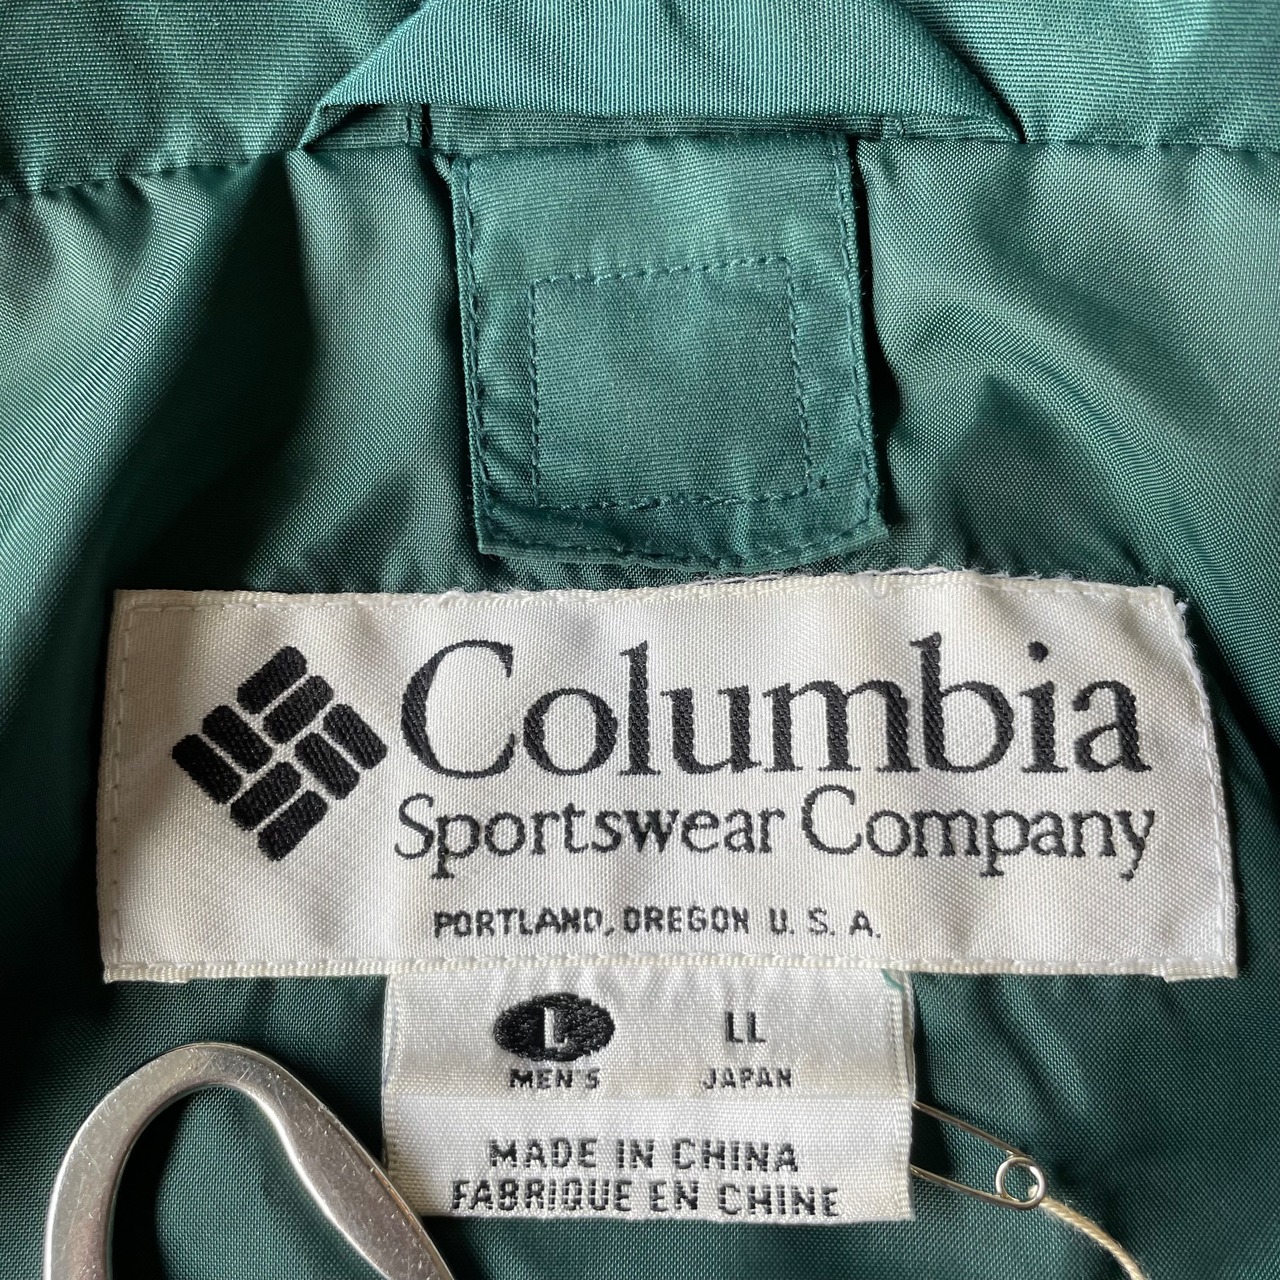 Columbia
Sportswear Company
PORTLAND, OREGON U. S. A.
L LL
MEN'S JAPAN
MADE IN CHINA
FABRIQUE EN CHINE